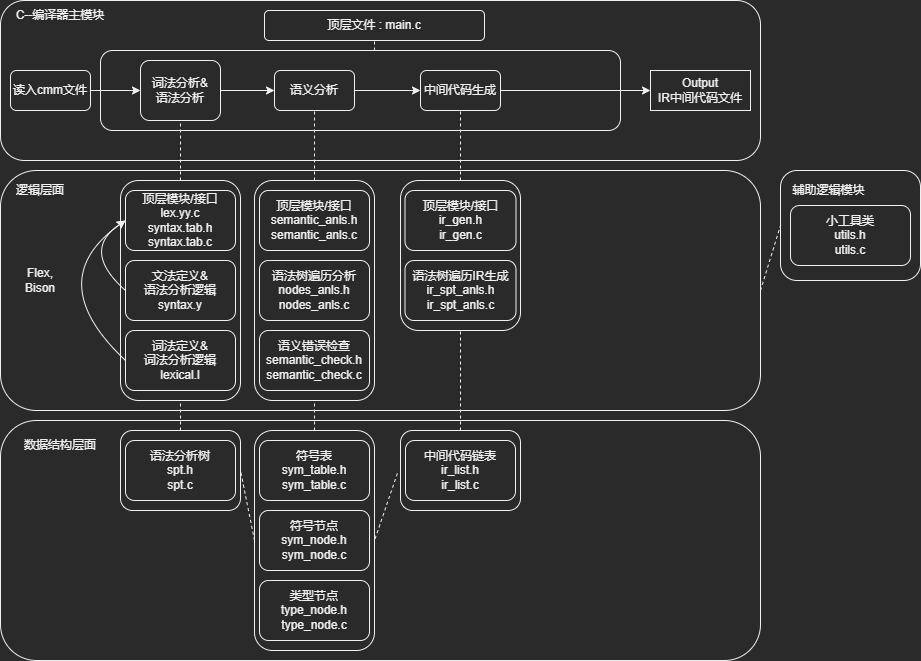 C--编译器主模块
顶层文件 : main.c
读入cmm文件
词法分析&
语法分析
语义分析
中间代码生成
Output
IR中间代码文件
逻辑层面
Flex,
Bison
顶层模块/接口
lex.yy.c
syntax.tab.h
syntax.tab.c
文法定义&
语法分析逻辑
syntax.y
词法定义&
词法分析逻辑
lexical.l
顶层模块/接口
semantic_anls.h
semantic_anls.c
语法树遍历分析
nodes_anls.h
nodes_anls.c
语义错误检查
semantic_check.h
semantic_check.c
顶层模块/接口
ir_gen.h
ir_gen.c
语法树遍历IR生成
ir_spt_anls.h
ir_spt_anls.c
辅助逻辑模块
小工具类
utils.h
utils.c
数据结构层面
语法分析树
spt.h
spt.c
符号表
sym_table.h
sym_table.c
符号节点
sym_node.h
sym_node.c
类型节点
type_node.h
type_node.c
中间代码链表
ir_list.h
ir_list.c